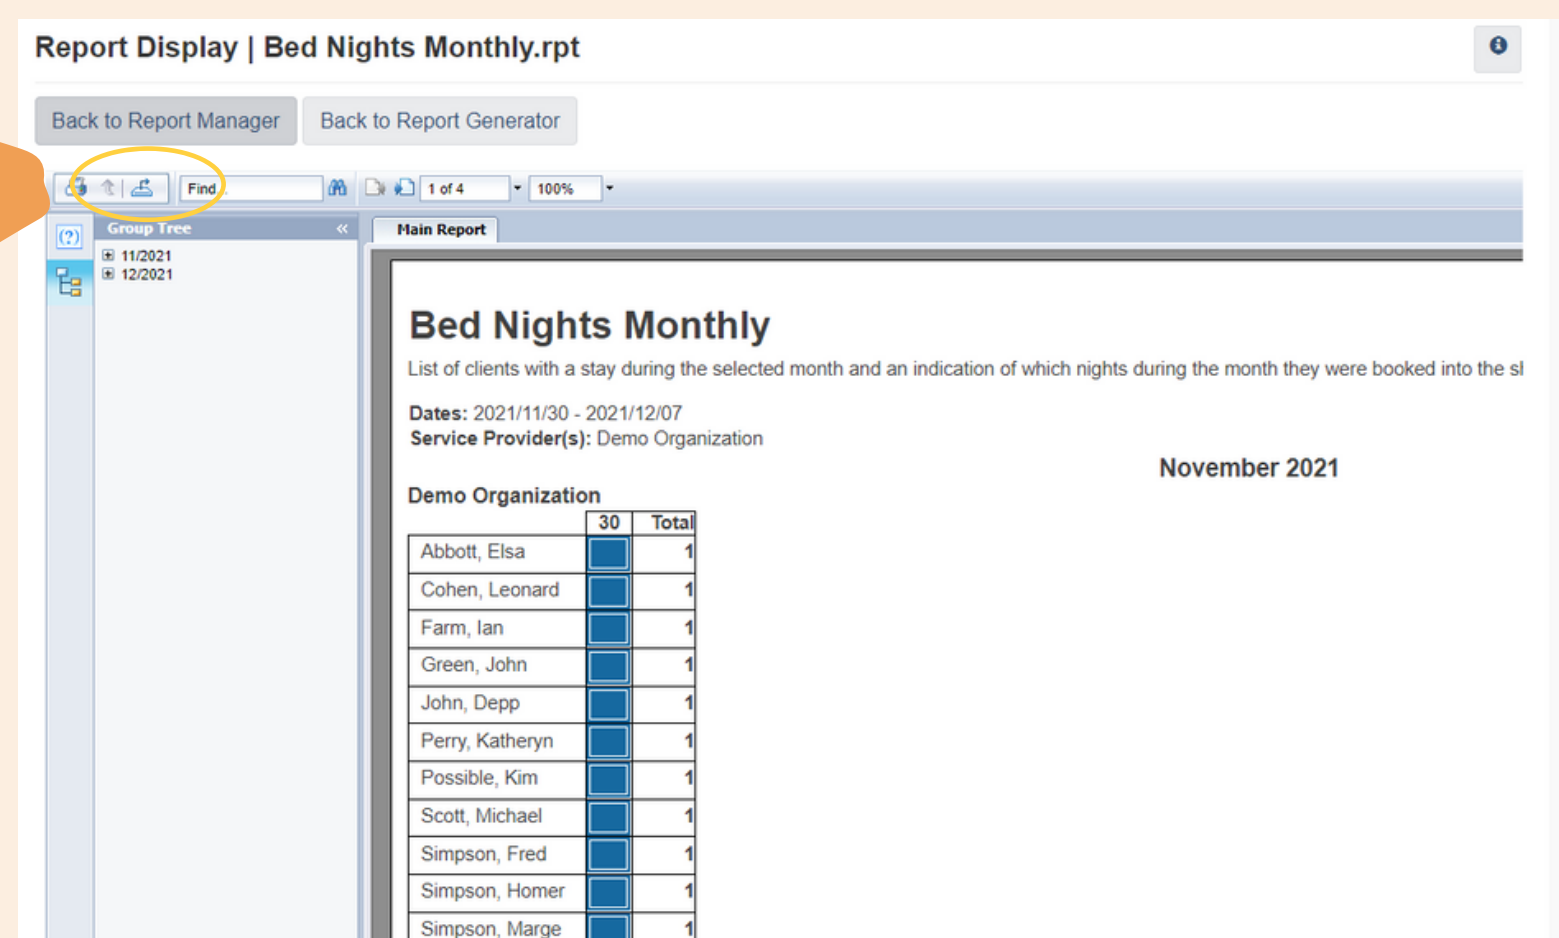 Report Display | Bed Nights Monthly.rpt
Back to Report Manager Back to Report Generator
Find... 1 of 4 100%
(?) Group Tree « Main Report
11/2021
12/2021
Bed Nights Monthly
List of clients with a stay during the selected month and an indication of which nights during the month they were booked into the
Dates: 2021/11/30 - 2021/12/07
Service Provider(s): Demo Organization
November 2021
Demo Organization
30 Total
Abbott, Elsa 1
Cohen, Leonard 1
Farm, Ian 1
Green, John 1
John, Depp 1
Perry, Katheryn 1
Possible, Kim 1
Scott, Michael 1
Simpson, Fred 1
Simpson, Homer 1
Simpson, Marge 1